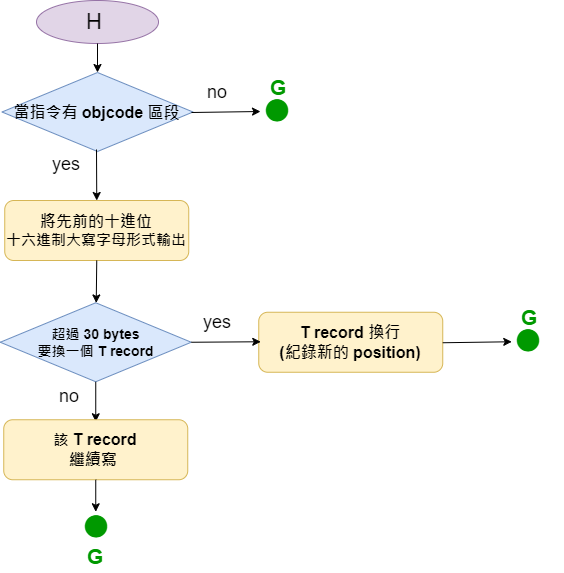 H
當指令有 objcode 區段
no
G
yes
將先前的十進位
十六進制大寫字母形式輸出
超過 30 bytes
要換一個 T record
yes
T record 換行
(紀錄新的 position)
G
no
該 T record
繼續寫
G